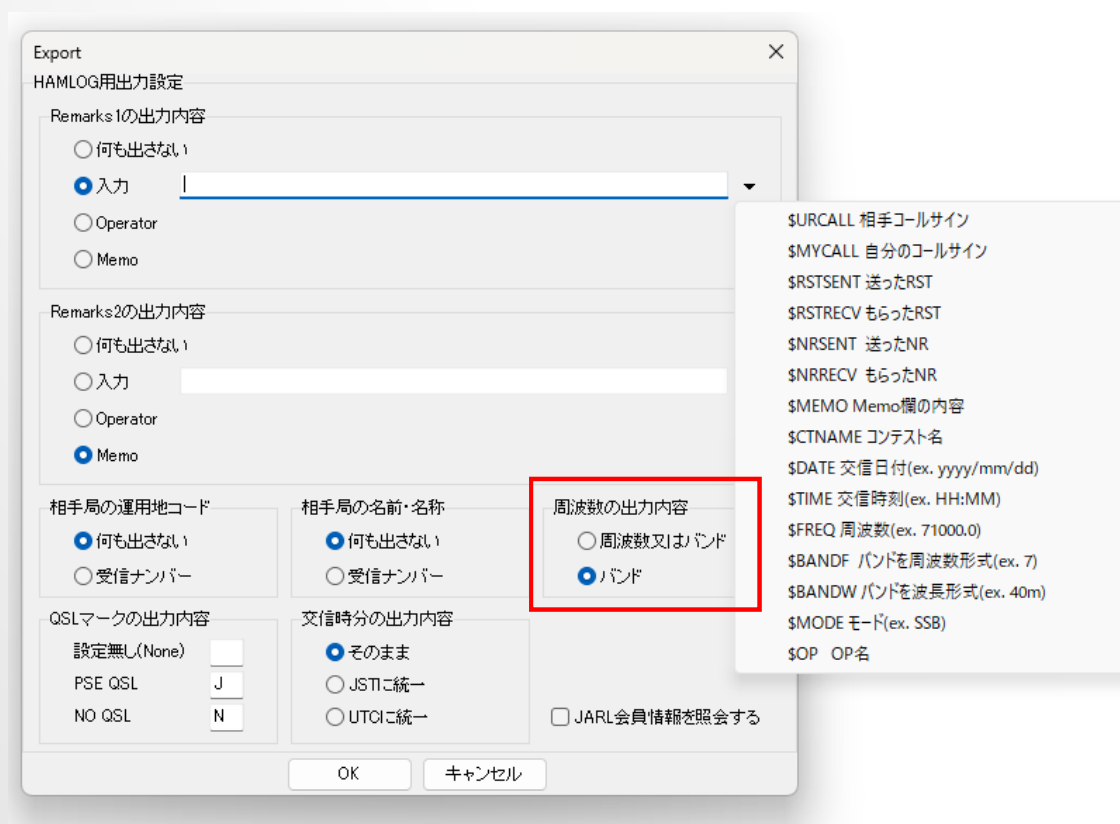 Export
HAMLOG用出力設定
Remarks1の出力内容
何も出さない
入力
Operator
Memo
Remarks2の出力内容
何も出さない
入力
Operator
Memo
相手局の運用地コード
何も出さない
受信ナンバー
相手局の名前・名称
何も出さない
受信ナンバー
周波数の出力内容
周波数又はバンド
バンド
QSLマークの出力内容
設定無し(None)
PSE QSL J
NO QSL N
交信時分の出力内容
そのまま
JSTに統一
UTCに統一
JARL会員情報を照会する
OK キャンセル
$URCALL 相手コールサイン
$MYCALL 自分のコールサイン
$RSTSENT 送ったRST
$RSTRECV もらったRST
$NRSENT 送ったNR
$NRRECV もらったNR
$MEMO Memo欄の内容
$CTNAME コンテスト名
$DATE 交信日付(ex. yyyy/mm/dd)
$TIME 交信時刻(ex. HH:MM)
$FREQ 周波数(ex. 71000.0)
$BANDF バンドを周波数形式(ex. 7)
$BANDW バンドを波長形式(ex. 40m)
$MODE モード(ex. SSB)
$OP OP名